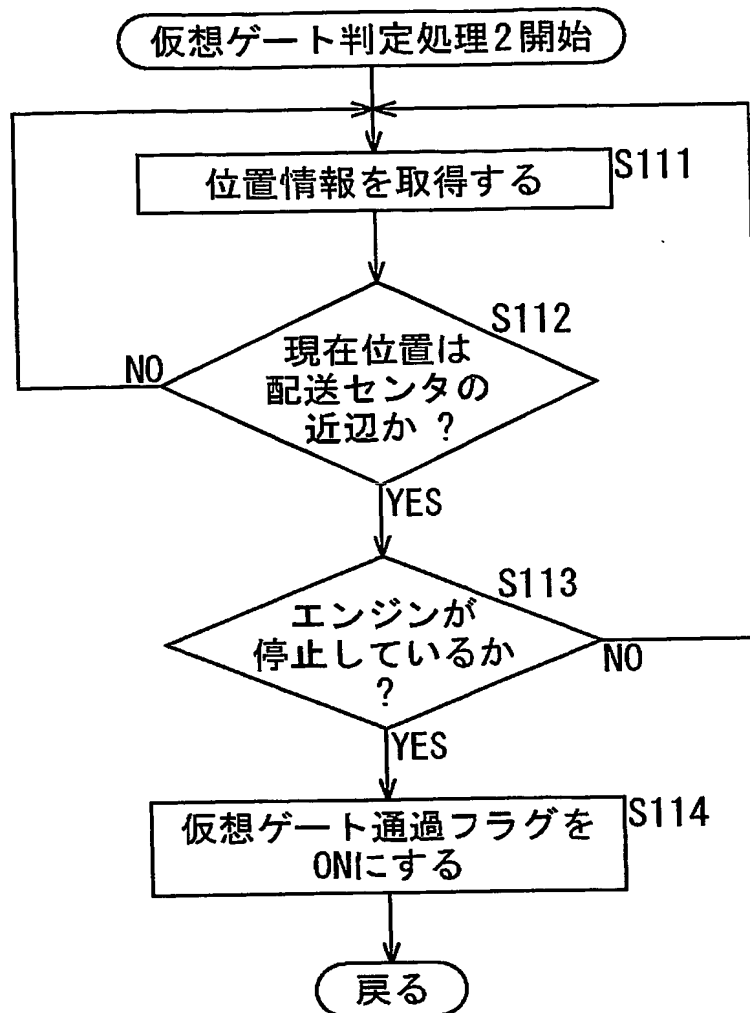 仮想ゲート判定処理2開始
位置情報を取得する
S111
S112
現在位置は
配送センタの
近辺か ?
NO
YES
S113
エンジンが
停止しているか
?
NO
YES
仮想ゲート通過フラグを
ONにする
S114
戻る